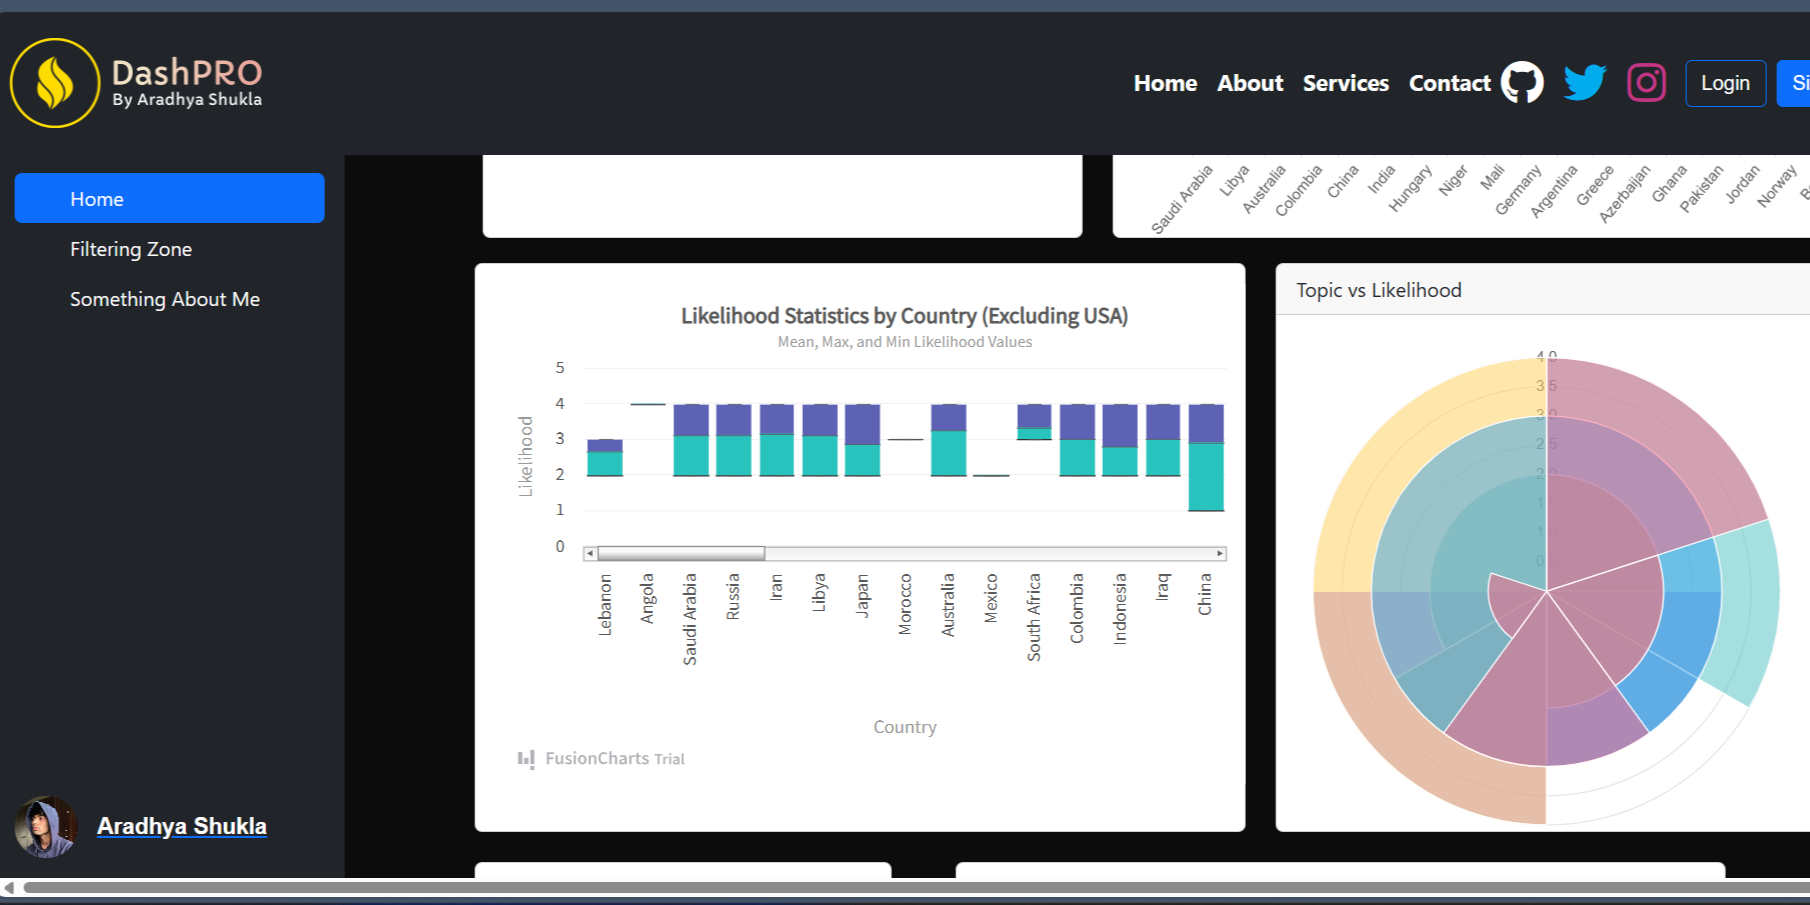 DashPRO
By Aradhya Shukla
Home About Services Contact Login
Home
Filtering Zone
Something About Me
Saudi Arabia Libya Australia Colombia China India Hungary Niger Mali Germany Argentina Greece Azerbaijan Ghana Pakistan Jordan Norway
Likelihood Statistics by Country (Excluding USA)
Mean, Max, and Min Likelihood Values
5
4
3
2
1
0
Likelihood
Lebanon Angola Saudi Arabia Russia Iran Libya Japan Morocco Australia Mexico South Africa Colombia Indonesia Iraq China
Country
FusionCharts Trial
Topic vs Likelihood
4.0
3.5
3.0
2.5
2.0
Aradhya Shukla